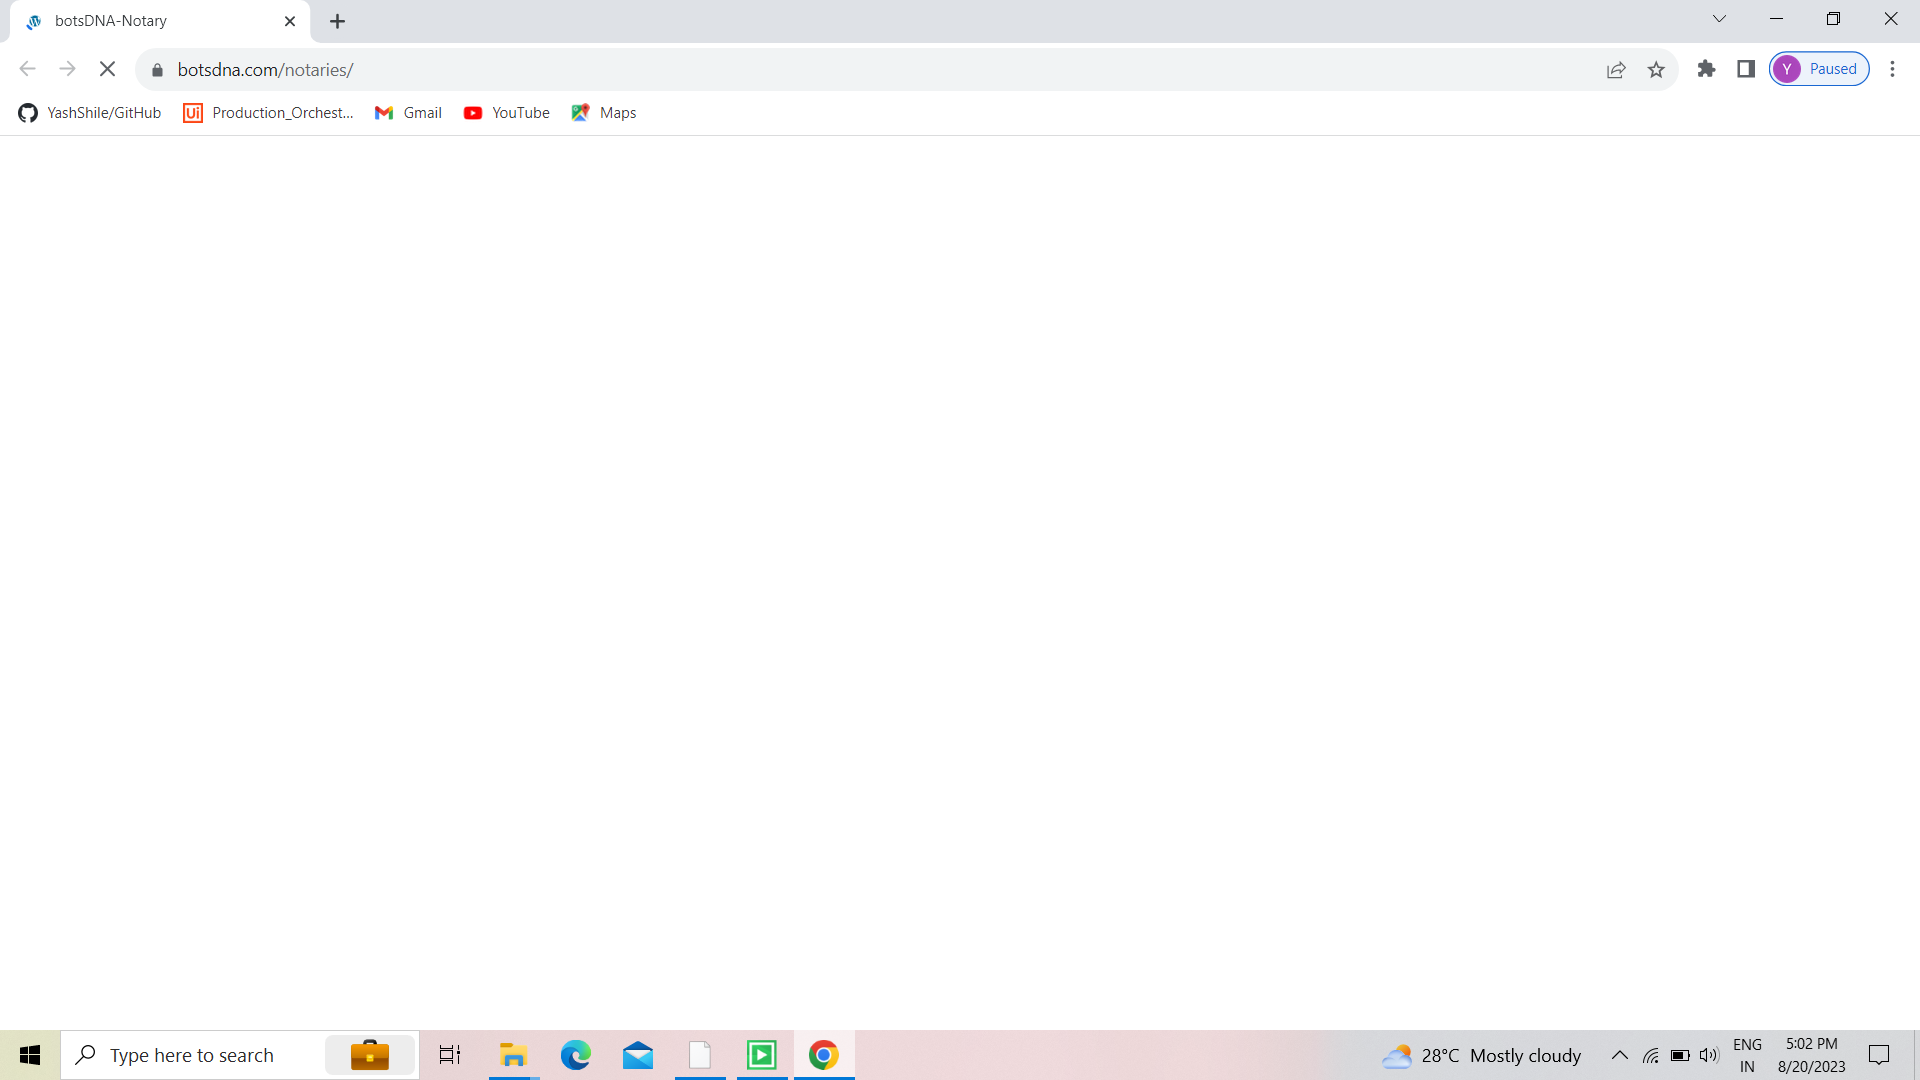 botsDNA-Notary
botsdna.com/notaries/
Y Paused
YashShile/GitHub Ui Production_Orchest... Gmail YouTube Maps
Type here to search
28°C Mostly cloudy
ENG
IN
5:02 PM
8/20/2023